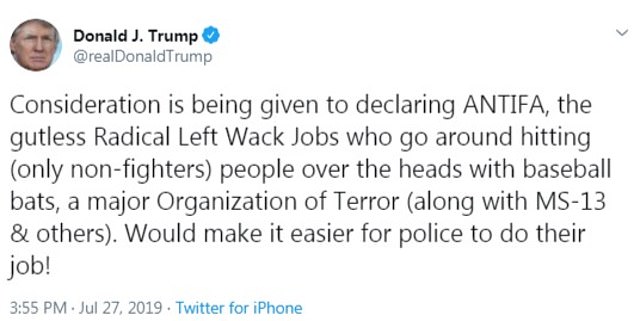 Donald J. Trump
@realDonaldTrump
Consideration is being given to declaring ANTIFA, the
gutless Radical Left Wack Jobs who go around hitting
(only non-fighters) people over the heads with baseball
bats, a major Organization of Terror (along with MS-13
& others). Would make it easier for police to do their
job!
3:55 PM · Jul 27, 2019 · Twitter for iPhone